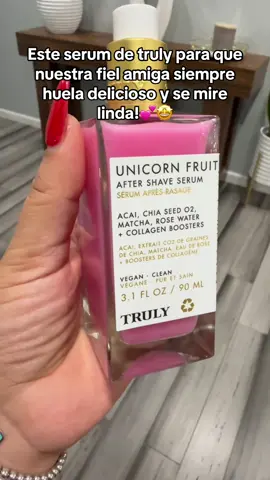 Este serum de truly para que
nuestra fiel amiga siempre
huela delicioso y se mire
linda!💝🤩
UNICORN FRUIT
AFTER SHAVE SERUM
SÉRUM APRÈS-RASAGE
ACAI, CHIA SEED O2,
MATCHA, ROSE WATER
+ COLLAGEN BOOSTERS
ACAI, EXTRAIT CO2 DE GRAINES
DE CHIA, MATCHA, EAU DE ROSE
+ BOOSTERS DE COLLAGÈNE
VEGAN · CLEAN
VEGANE · PUR ET SAIN
3.1 FL OZ / 90 ML
TRULY